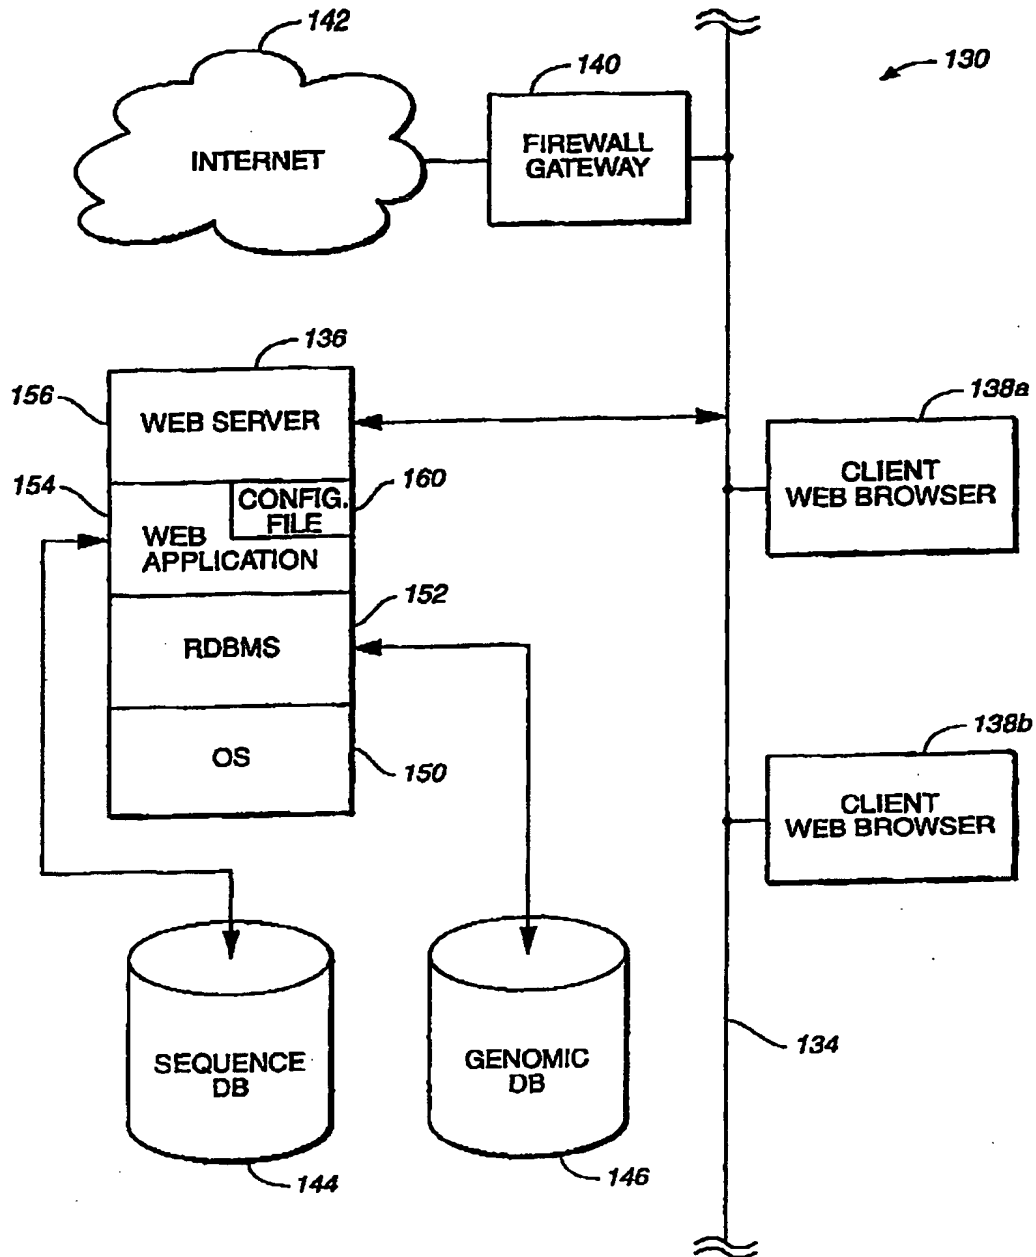 142
140
130
INTERNET
FIREWALL
GATEWAY
136
156
WEB SERVER
138a
CLIENT
WEB BROWSER
154
CONFIG.
FILE
160
WEB
APPLICATION
152
RDBMS
138b
OS
150
CLIENT
WEB BROWSER
134
SEQUENCE
DB
GENOMIC
DB
144
146